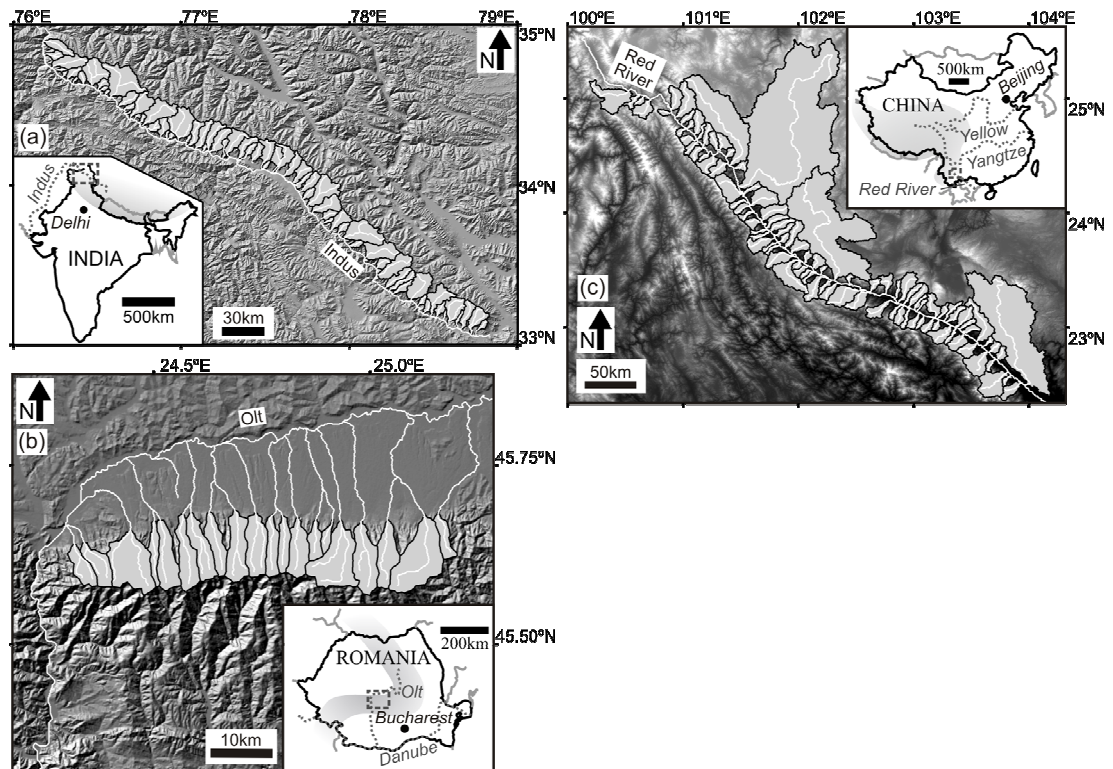 76ºE
77ºE
78ºE
79ºE
35ºN
N
(a)
34ºN
Indus
Delhi
INDIA
500km
Indus
30km
33ºN
24.5ºE
25.0ºE
N
Olt
(b)
45.75ºN
45.50ºN
200km
ROMANIA
Olt
Bucharest
Danube
10km
100ºE
101ºE
102ºE
103ºE
104ºE
Red
River
500km
Beijing
CHINA
Yellow
Yangtze
Red River
25ºN
24ºN
(c)
N
23ºN
50km